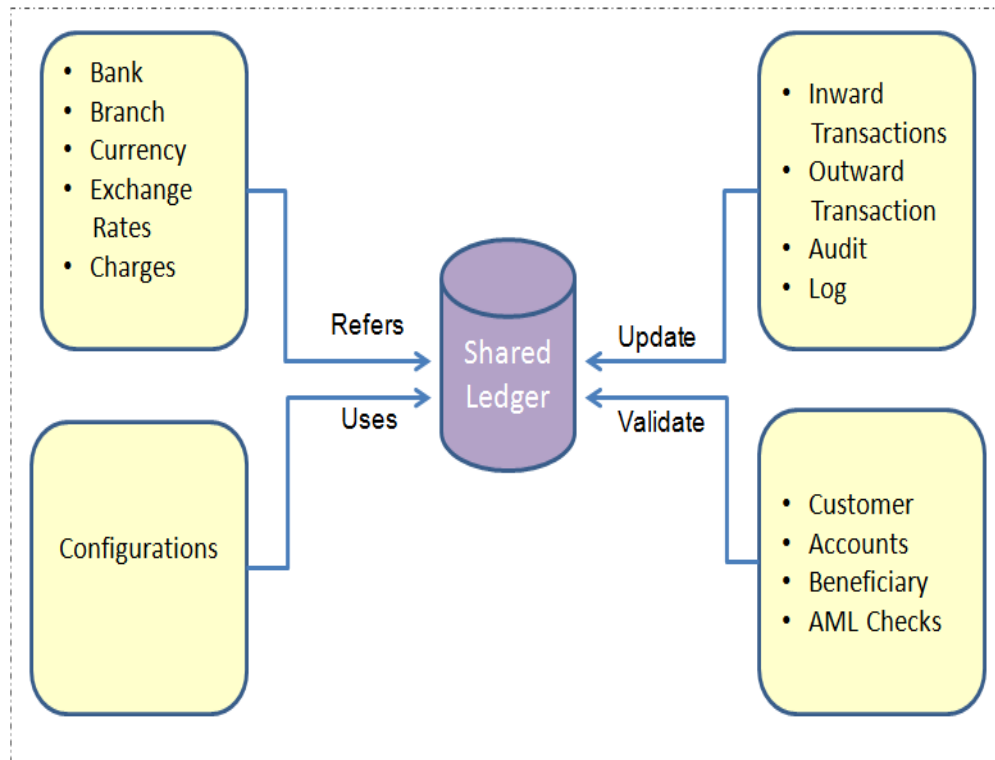 • Bank
• Branch
• Currency
• Exchange
Rates
• Charges
• Inward
Transactions
• Outward
Transaction
• Audit
• Log
Refers
Update
Shared
Ledger
Uses
Validate
Configurations
• Customer
• Accounts
• Beneficiary
• AML Checks